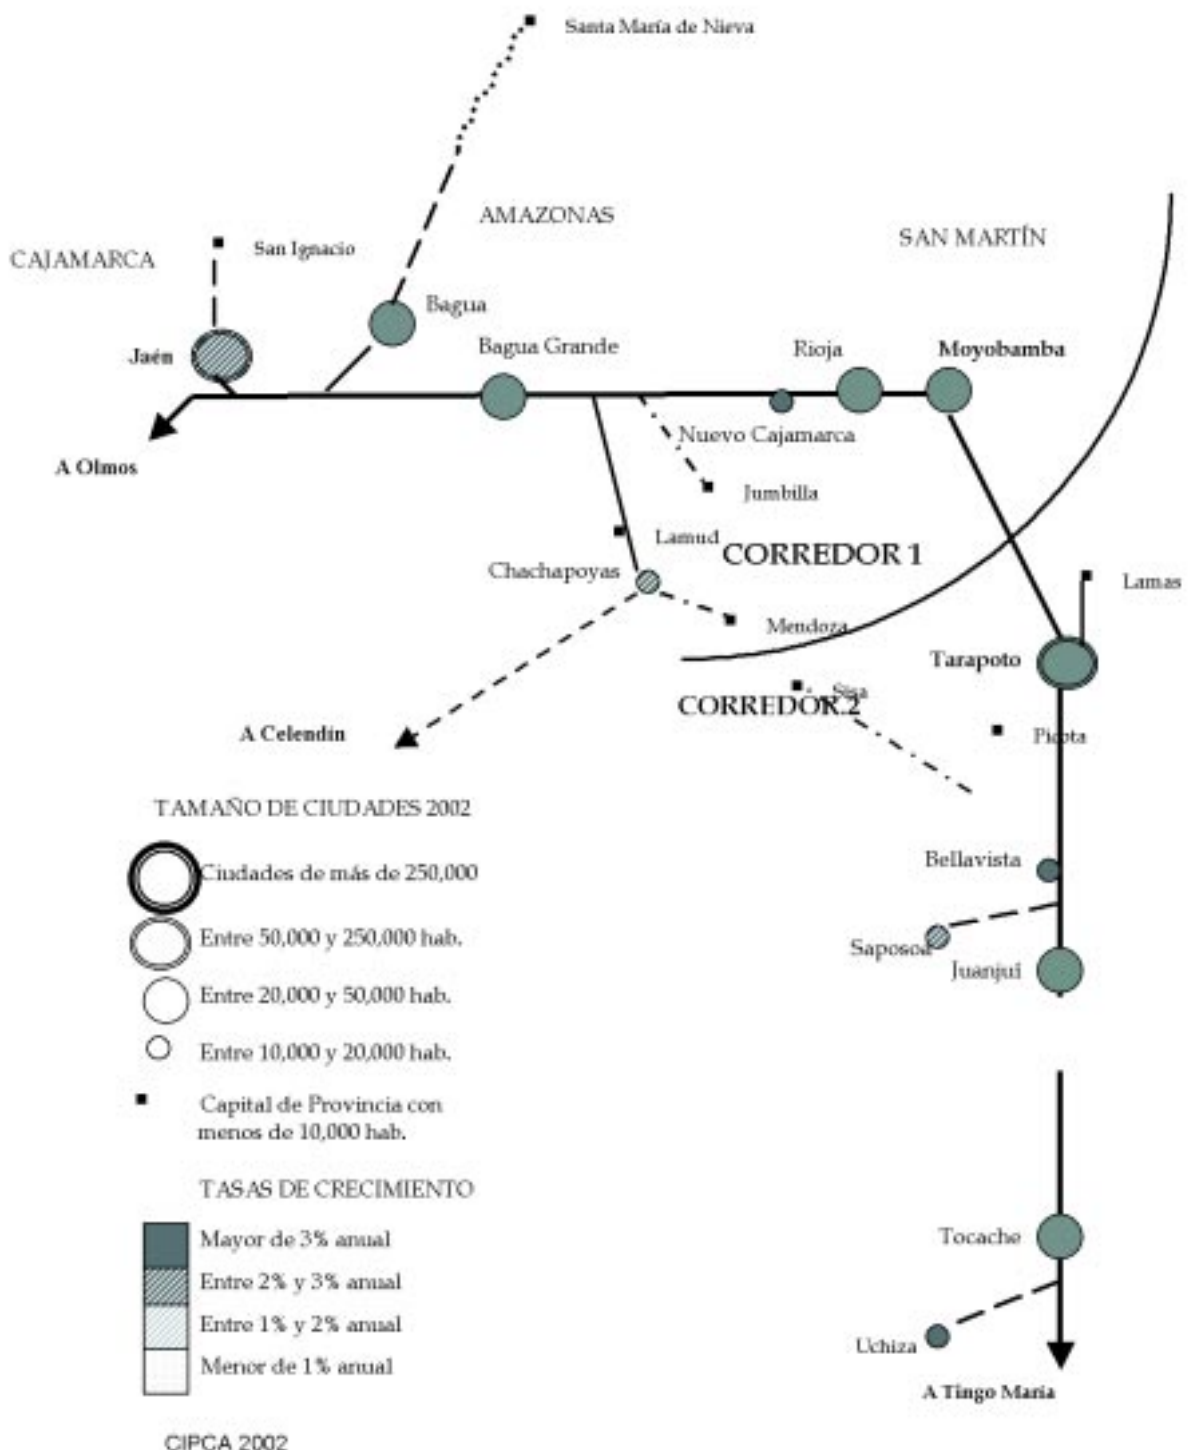 Santa María de Nieva
AMAZONAS
SAN MARTÍN
CAJAMARCA
San Ignacio
Bagua
Jaén
Bagua Grande
Rioja
Moyobamba
Nuevo Cajamarca
A Olmos
Jumbilla
Lamud
CORREDOR 1
Chachapoyas
Lamas
Mendoza
Tarapoto
Sisa
CORREDOR 2
A Celendín
Picota
TAMAÑO DE CIUDADES 2002
Ciudades de más de 250,000
Bellavista
Entre 50,000 y 250,000 hab.
Saposoa
Juanjuí
Entre 20,000 y 50,000 hab.
Entre 10,000 y 20,000 hab.
Capital de Provincia con
menos de 10,000 hab.
TASAS DE CRECIMIENTO
Mayor de 3% anual
Tocache
Entre 2% y 3% anual
Entre 1% y 2% anual
Uchiza
Menor de 1% anual
A Tingo María
CIPCA 2002